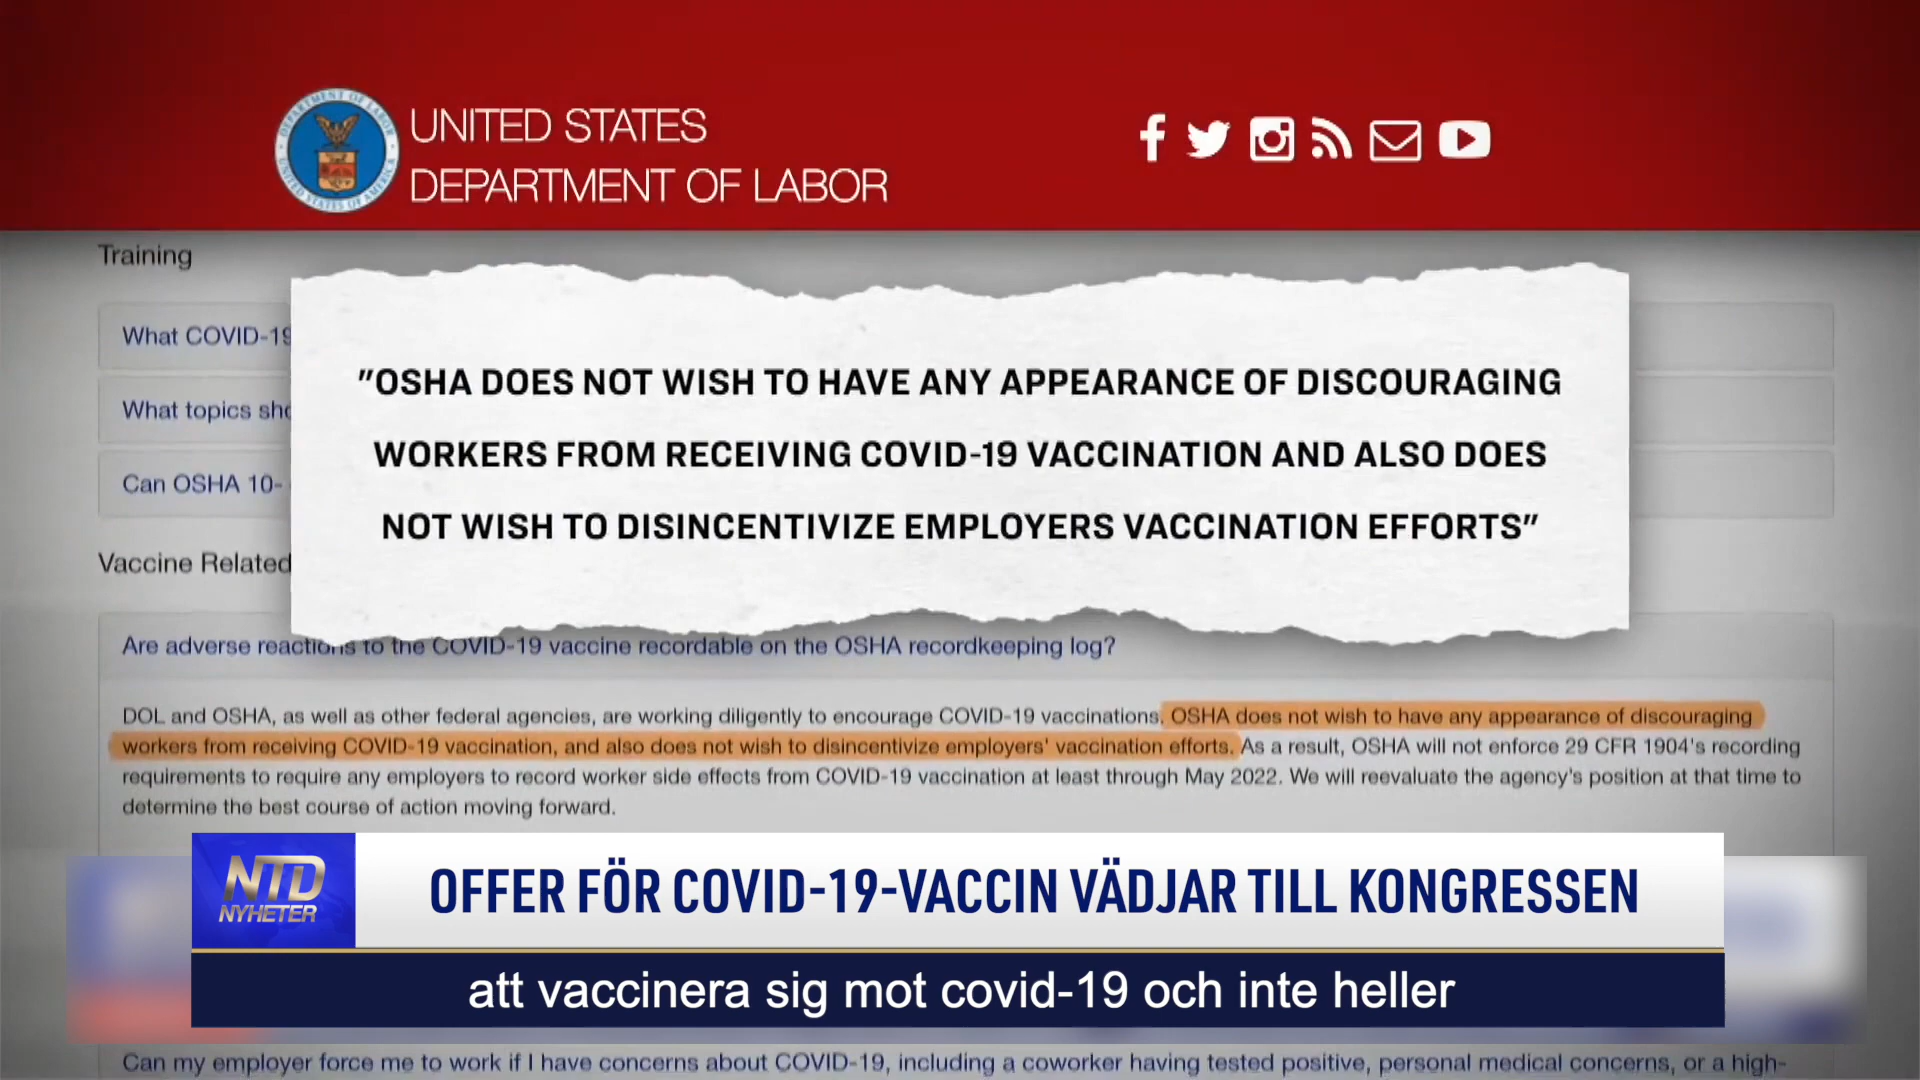 UNITED STATES
DEPARTMENT OF LABOR
Training
What COVID-19
"OSHA DOES NOT WISH TO HAVE ANY APPEARANCE OF DISCOURAGING
What topics
WORKERS FROM RECEIVING COVID-19 VACCINATION AND ALSO DOES
Can OSHA 10-
NOT WISH TO DISINCENTIVIZE EMPLOYERS VACCINATION EFFORTS"
Vaccine Related
Are adverse reactions to the COVID-19 vaccine recordable on the OSHA recordkeeping log?
DOL and OSHA, as well as other federal agencies, are working diligently to encourage COVID-19 vaccinations. OSHA does not wish to have any appearance of discouraging
workers from receiving COVID-19 vaccination, and also does not wish to disincentivize employers' vaccination efforts. As a result, OSHA will not enforce 29 CFR 1904's recording
requirements to require any employers to record worker side effects from COVID-19 vaccination at least through May 2022. We will reevaluate the agency's position at that time to
determine the best course of action moving forward.
NTD
NYHETER
OFFER FÖR COVID-19-VACCIN VÄDJAR TILL KONGRESSEN
att vaccinera sig mot covid-19 och inte heller
Can my employer force me to work if I have concerns about COVID-19, including a coworker having tested positive, personal medical concerns, or a high-